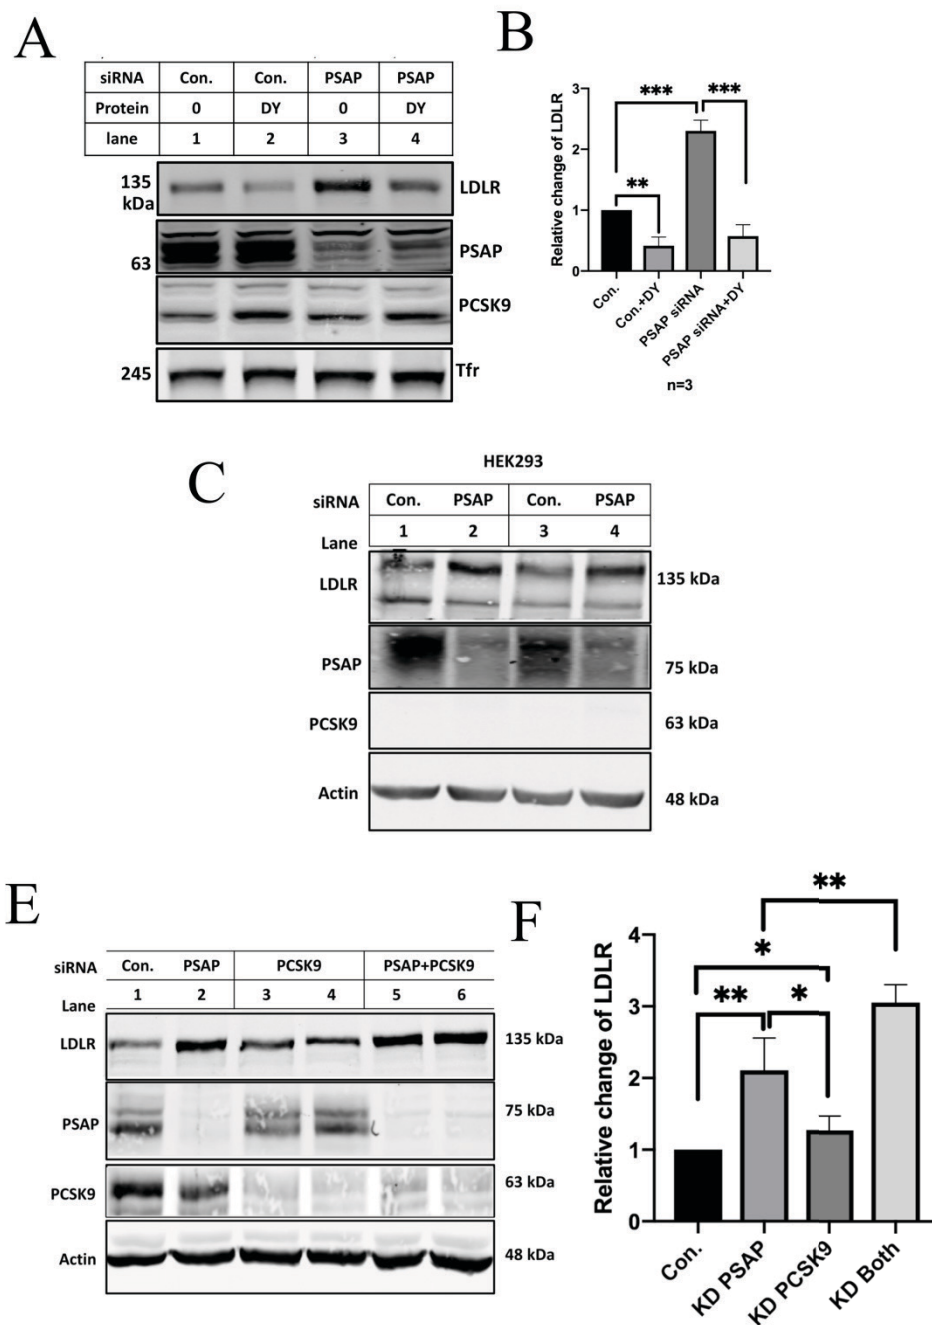 A
siRNA Con. Con. PSAP PSAP
Protein 0 DY 0 DY
lane 1 2 3 4
135 kDa LDLR
PSAP
63
PCSK9
245 Tfr
B
Relative change of LDLR
3
2
1
0
*** ***
**
Con. Con.+DY PSAP siRNA PSAP siRNA+DY
n=3
C
HEK293
siRNA Con. PSAP Con. PSAP
Lane 1 2 3 4
LDLR 135 kDa
PSAP 75 kDa
PCSK9 63 kDa
Actin 48 kDa
E
siRNA Con. PSAP PCSK9 PSAP+PCSK9
Lane 1 2 3 4 5 6
LDLR 135 kDa
PSAP 75 kDa
PCSK9 63 kDa
Actin 48 kDa
F
Relative change of LDLR
4
3
2
1
0
**
*
** *
Con. KD PSAP KD PCSK9 KD Both